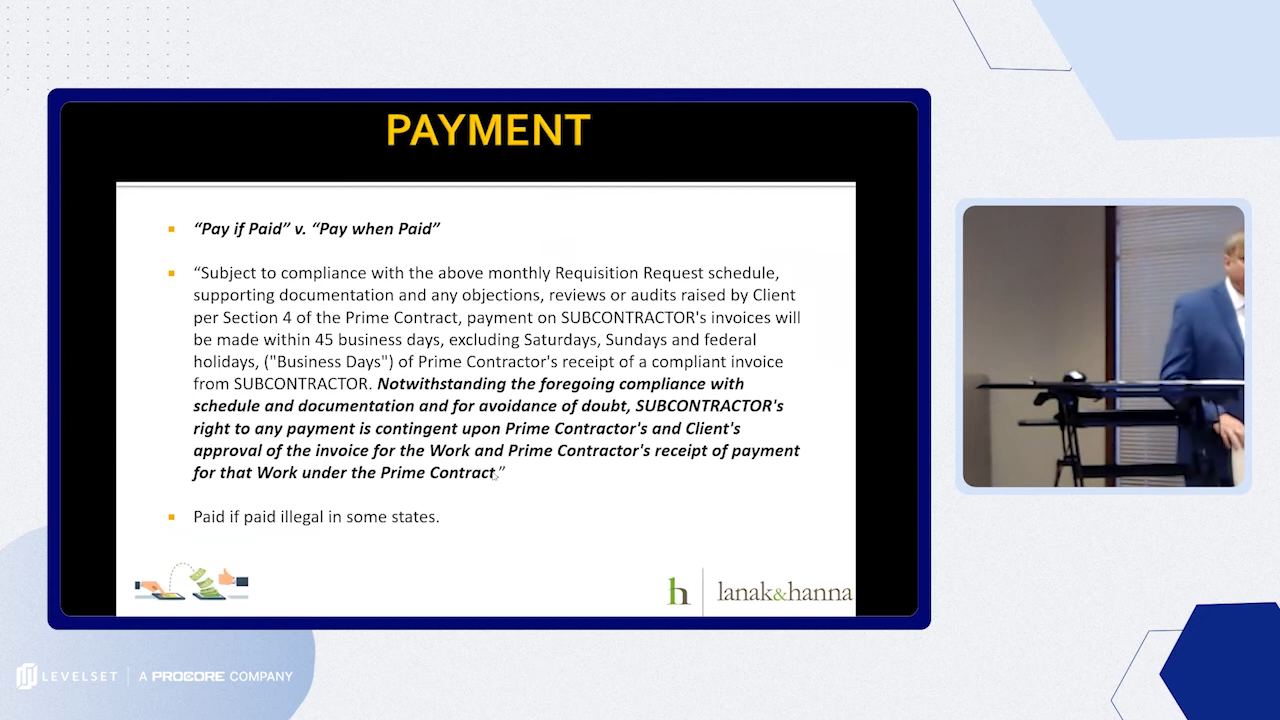 PAYMENT
“Pay if Paid” v. “Pay when Paid”
“Subject to compliance with the above monthly Requisition Request schedule,
supporting documentation and any objections, reviews or audits raised by Client
per Section 4 of the Prime Contract, payment on SUBCONTRACTOR's invoices will
be made within 45 business days, excluding Saturdays, Sundays and federal
holidays, ("Business Days") of Prime Contractor's receipt of a compliant invoice
from SUBCONTRACTOR. Notwithstanding the foregoing compliance with
schedule and documentation and for avoidance of doubt, SUBCONTRACTOR's
right to any payment is contingent upon Prime Contractor's and Client's
approval of the invoice for the Work and Prime Contractor's receipt of payment
for that Work under the Prime Contract.”
Paid if paid illegal in some states.
h lanak&hanna
LEVELSET A PROCORE COMPANY